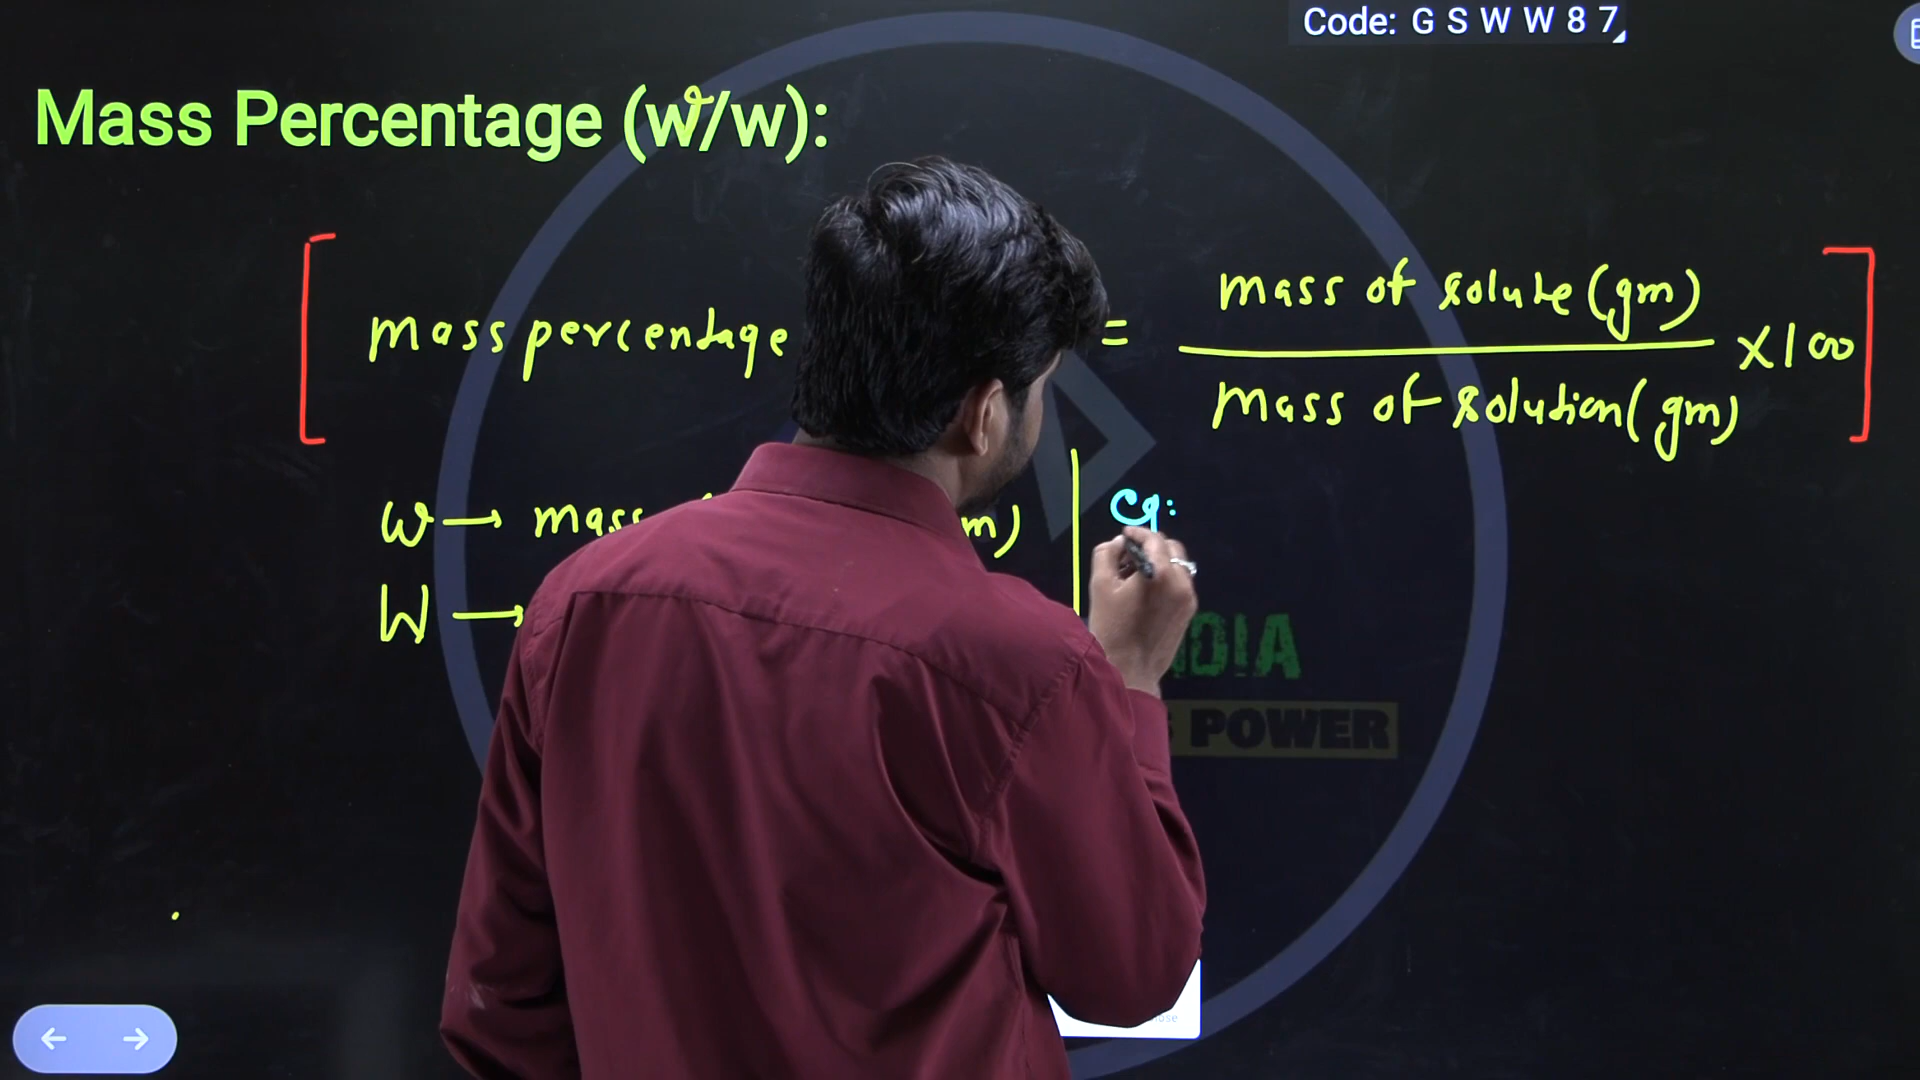 Code: G S W W 8 7
Mass Percentage (w/w):
mass percentage = mass of solute (gm)
mass of solution (gm)
x100
w → mass m)
W →
eg:
DIA
POWER